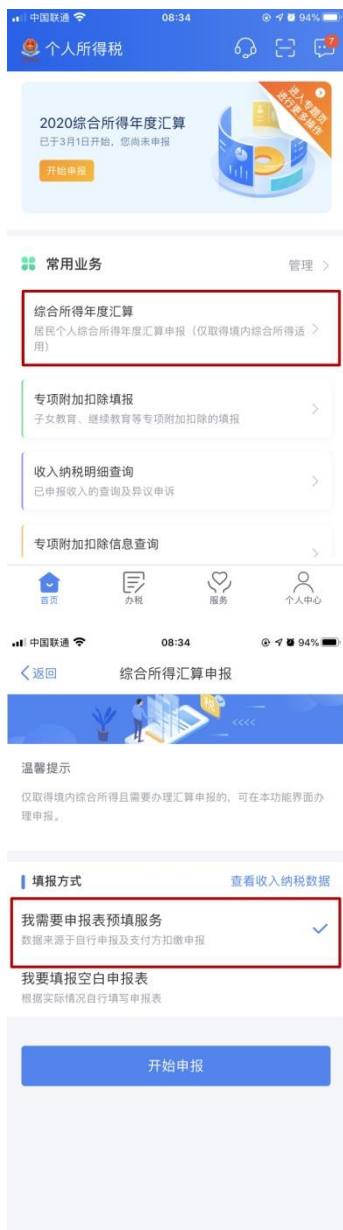 中国联通 08:34 94%
个人所得税 7
进入专题页
进行更多操作
2020综合所得年度汇算
已于3月1日开始，您尚未申报
开始申报
常用业务 管理
综合所得年度汇算
居民个人综合所得年度汇算申报（仅取得境内综合所得适
用）
专项附加扣除填报
子女教育、继续教育等专项附加扣除的填报
收入纳税明细查询
已申报收入的查询及异议申诉
专项附加扣除信息查询
首页 办税 服务 个人中心
中国联通 08:34 94%
返回 综合所得汇算申报
税
温馨提示
仅取得境内综合所得且需要办理汇算申报的，可在本功能界面办
理申报。
填报方式 查看收入纳税数据
我需要申报表预填服务
数据来源于自行申报及支付方扣缴申报
我要填报空白申报表
根据实际情况自行填写申报表
开始申报